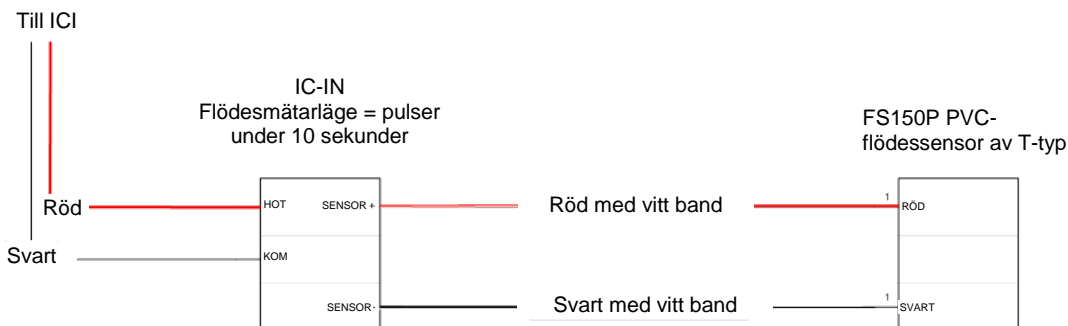 Till ICI
IC-IN
Flödesmätarläge = pulser
under 10 sekunder
FS150P PVC-
flödessensor av T-typ
Röd
HOT
SENSOR +
Röd med vitt band
1
RÖD
Svart
KOM
SENSOR-
Svart med vitt band
1
SVART